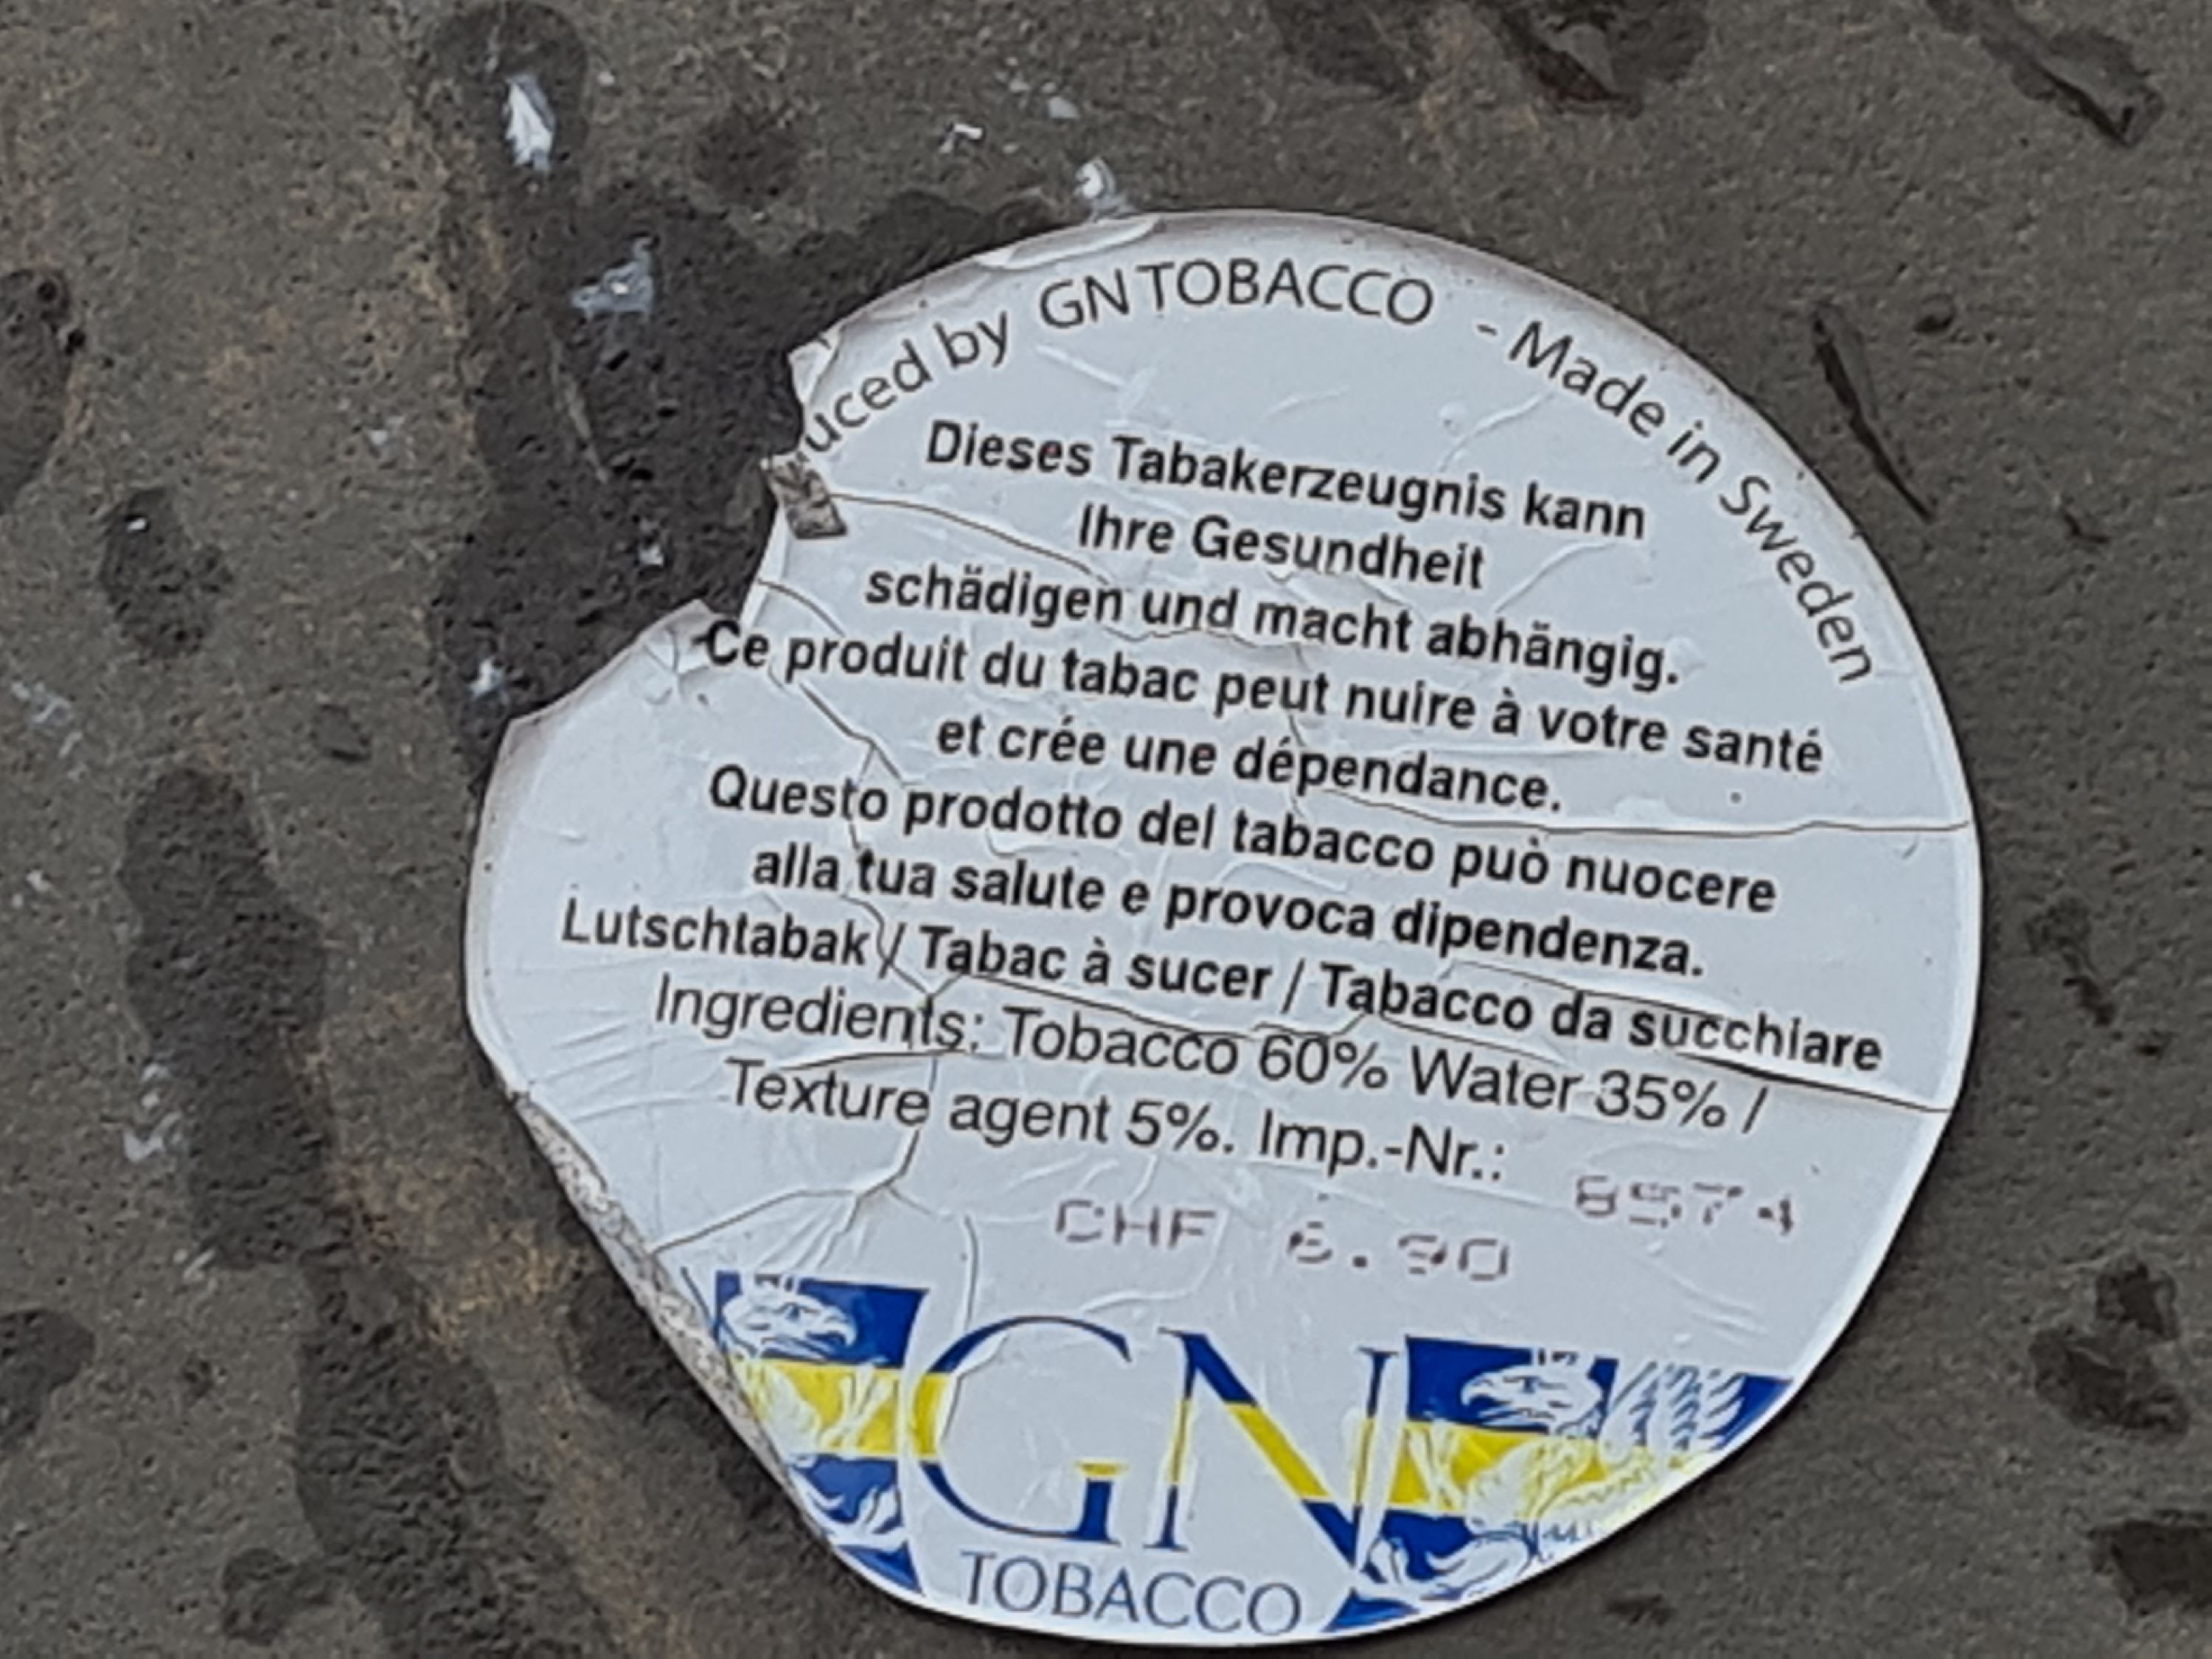 uced by GN TOBACCO - Made in Sweden
Dieses Tabakerzeugnis kann
Ihre Gesundheit
schädigen und macht abhängig.
Ce produit du tabac peut nuire à votre santé
et crée une dépendance.
Questo prodotto del tabacco può nuocere
alla tua salute e provoca dipendenza.
Lutschtabak / Tabac à sucer / Tabacco da succhiare
Ingredients: Tobacco 60% Water 35% /
Texture agent 5%. Imp.-Nr.:
CHF 6.90
GN
TOBACCO